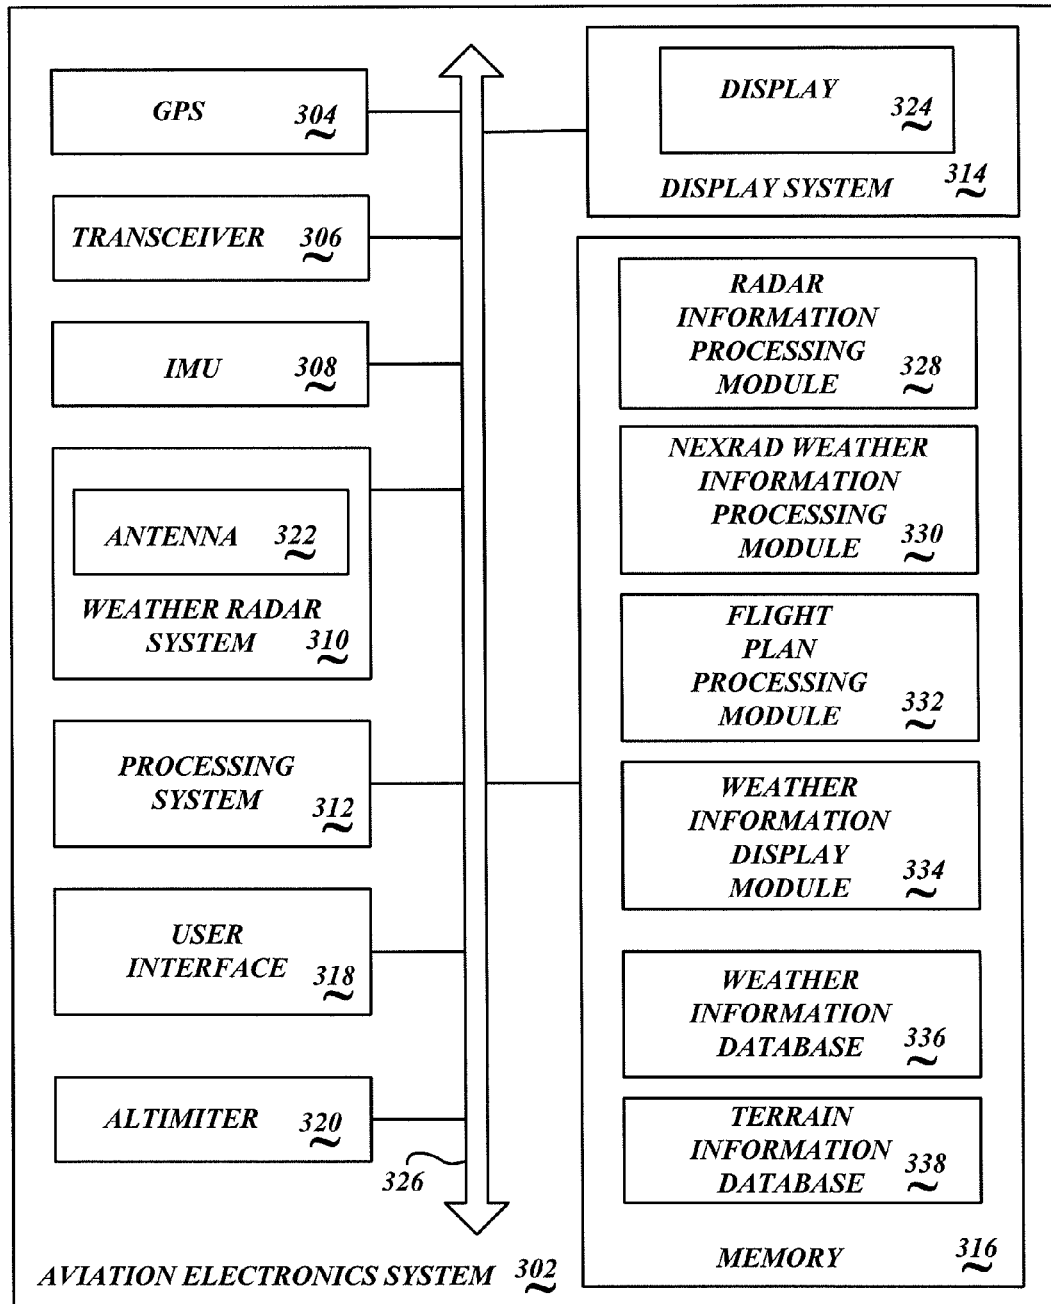 GPS 304
TRANSCEIVER 306
IMU 308
ANTENNA 322
WEATHER RADAR
SYSTEM 310
PROCESSING
SYSTEM 312
USER
INTERFACE 318
ALTIMITER 320
326
AVIATION ELECTRONICS SYSTEM 302
DISPLAY
324
DISPLAY SYSTEM 314
RADAR
INFORMATION
PROCESSING
MODULE 328
NEXRAD WEATHER
INFORMATION
PROCESSING
MODULE 330
FLIGHT
PLAN
PROCESSING
MODULE 332
WEATHER
INFORMATION
DISPLAY
MODULE 334
WEATHER
INFORMATION
DATABASE 336
TERRAIN
INFORMATION
DATABASE 338
MEMORY 316